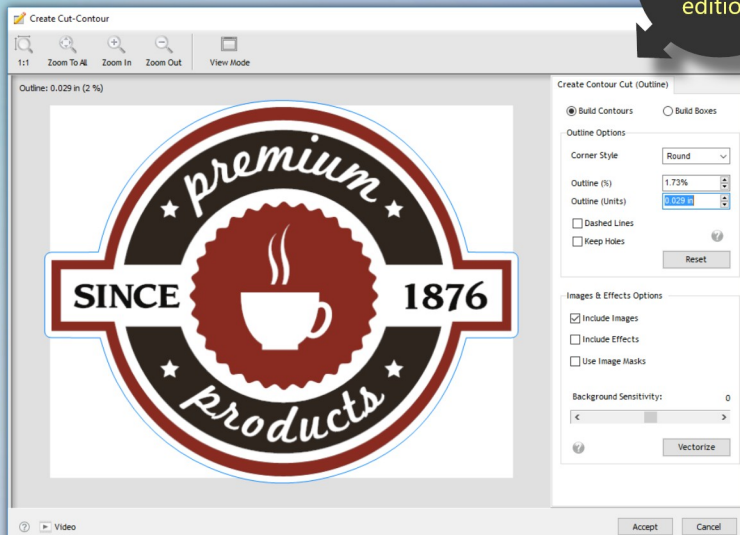 editio
Create Cut-Contour
1:1 Zoom To All Zoom In Zoom Out View Mode
Outline: 0.029 in (2 %)
premium
SINCE 1876
products
Create Contour Cut (Outline)
Build Contours Build Boxes
Outline Options
Corner Style Round
Outline (%) 1.73%
Outline (Units) 0.029 in
Dashed Lines
Keep Holes
Reset
Images & Effects Options
Include Images
Include Effects
Use Image Masks
Background Sensitivity: 0
Vectorize
Video
Accept Cancel